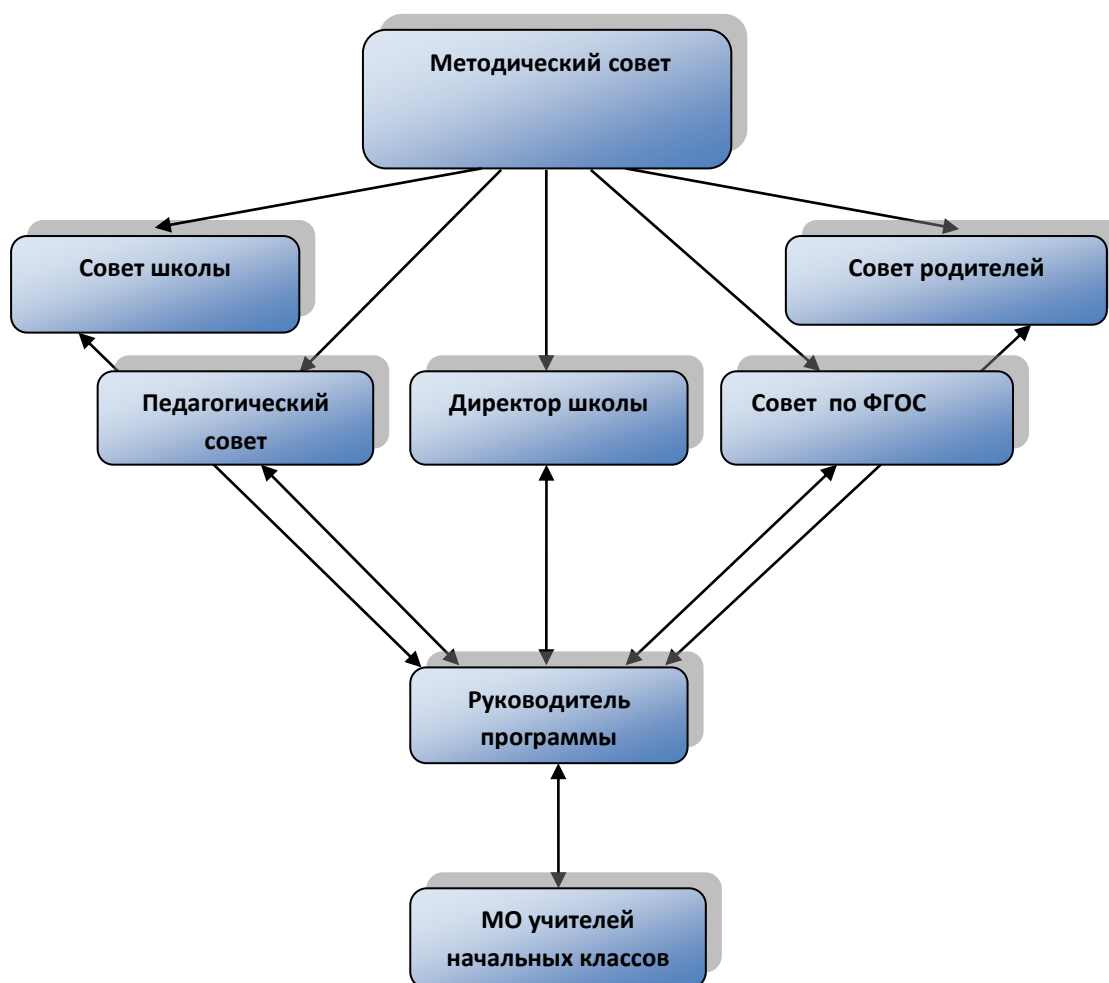 Методический совет
Совет школы
Совет родителей
Педагогический
совет
Директор школы
Совет по ФГОС
Руководитель
программы
МО учителей
начальных классов